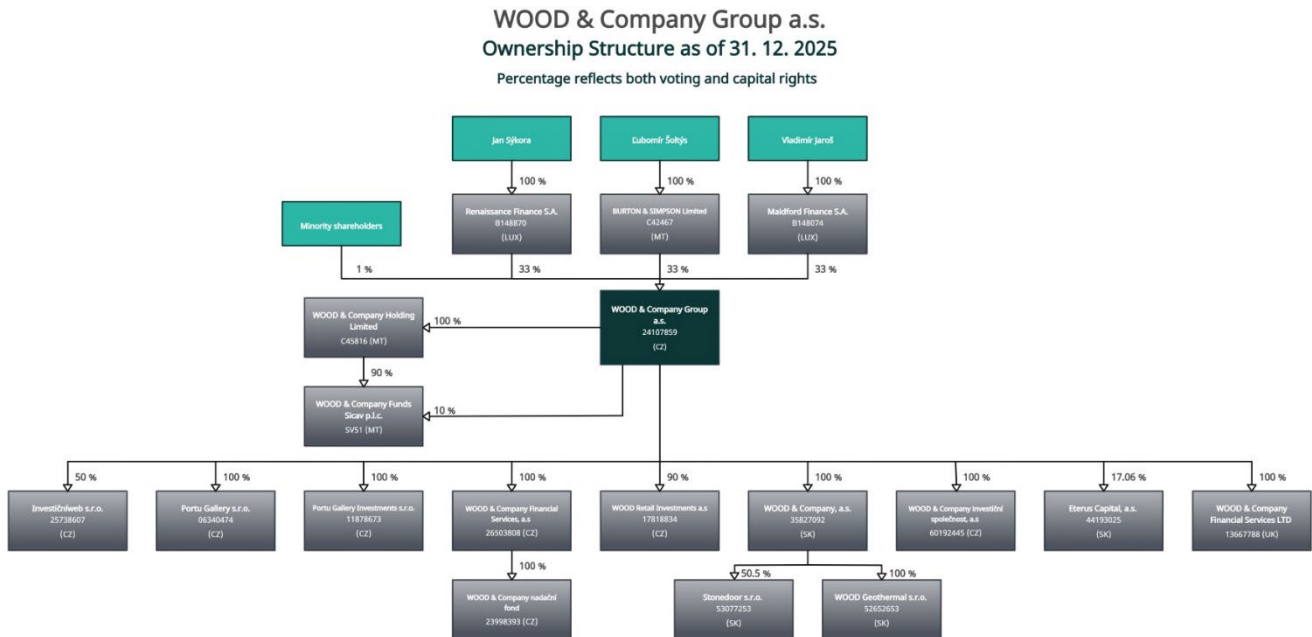 WOOD & Company Group a.s.
Ownership Structure as of 31. 12. 2025
Percentage reflects both voting and capital rights
Jan Sýkora
Ľubomír Šoltýs
Vladimír Jaroš
100 %
100 %
100 %
Minority shareholders
Renaissance Finance S.A.
B148870
(LUX)
BURTON & SIMPSON Limited
C42467
(MT)
Maidford Finance S.A.
B148074
(LUX)
1 %
33 %
33 %
33 %
WOOD & Company Holding
Limited
C45816 (MT)
100 %
WOOD & Company Group
a.s.
24107859
(CZ)
90 %
WOOD & Company Funds
Sicav p.l.c.
SV51 (MT)
10 %
50 %
100 %
100 %
100 %
90 %
100 %
100 %
17.06 %
100 %
Investičníweb s.r.o.
25738607
(CZ)
Portu Gallery s.r.o.
06340474
(CZ)
Portu Gallery Investments s.r.o.
11878673
(CZ)
WOOD & Company Financial
Services, a.s
26503808 (CZ)
WOOD Retail Investments a.s
17818834
(CZ)
WOOD & Company, a.s.
35827092
(SK)
WOOD & Company investiční
společnost, a.s
60192445 (CZ)
Eterus Capital, a.s.
44193025
(SK)
WOOD & Company
Financial Services LTD
13667788 (UK)
100 %
50.5 %
100 %
WOOD & Company nadační
fond
23998393 (CZ)
Stonedoor s.r.o.
53077253
(SK)
WOOD Geothermal s.r.o.
52652653
(SK)